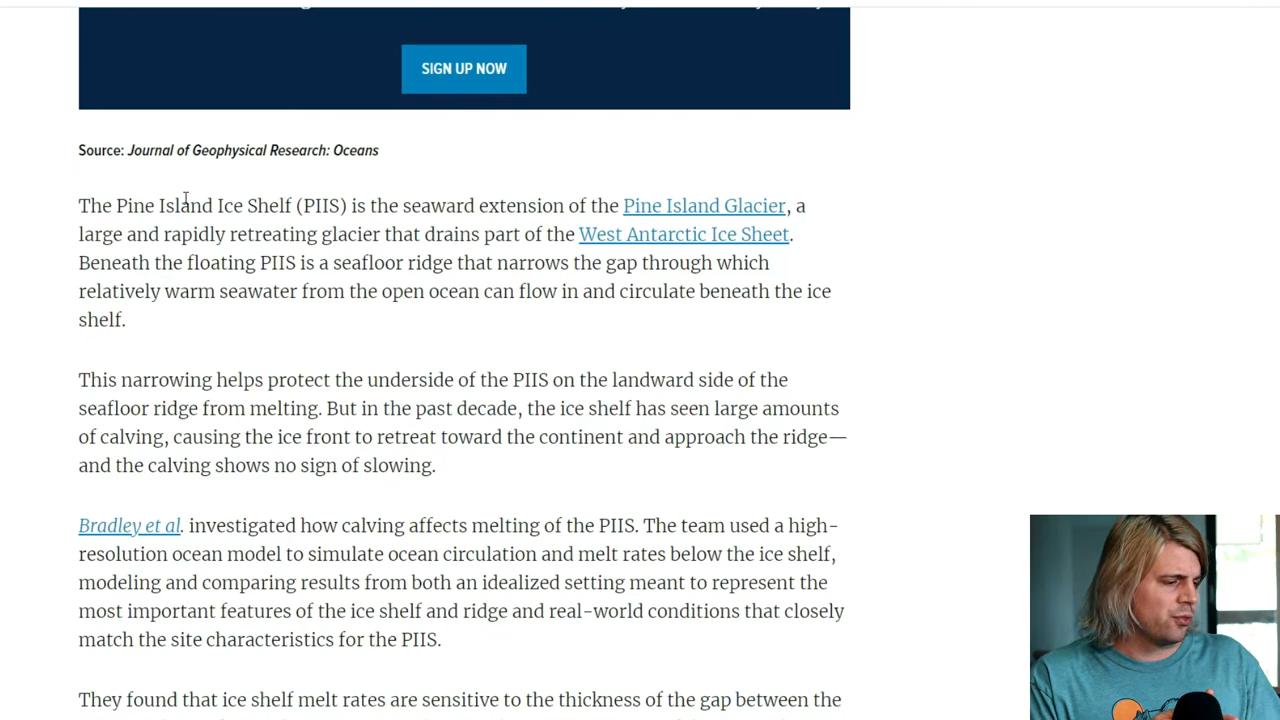 SIGN UP NOW
Source: Journal of Geophysical Research: Oceans
The Pine Island Ice Shelf (PIIS) is the seaward extension of the Pine Island Glacier, a
large and rapidly retreating glacier that drains part of the West Antarctic Ice Sheet.
Beneath the floating PIIS is a seafloor ridge that narrows the gap through which
relatively warm seawater from the open ocean can flow in and circulate beneath the ice
shelf.
This narrowing helps protect the underside of the PIIS on the landward side of the
seafloor ridge from melting. But in the past decade, the ice shelf has seen large amounts
of calving, causing the ice front to retreat toward the continent and approach the ridge—
and the calving shows no sign of slowing.
Bradley et al. investigated how calving affects melting of the PIIS. The team used a high-
resolution ocean model to simulate ocean circulation and melt rates below the ice shelf,
modeling and comparing results from both an idealized setting meant to represent the
most important features of the ice shelf and ridge and real-world conditions that closely
match the site characteristics for the PIIS.
They found that ice shelf melt rates are sensitive to the thickness of the gap between the